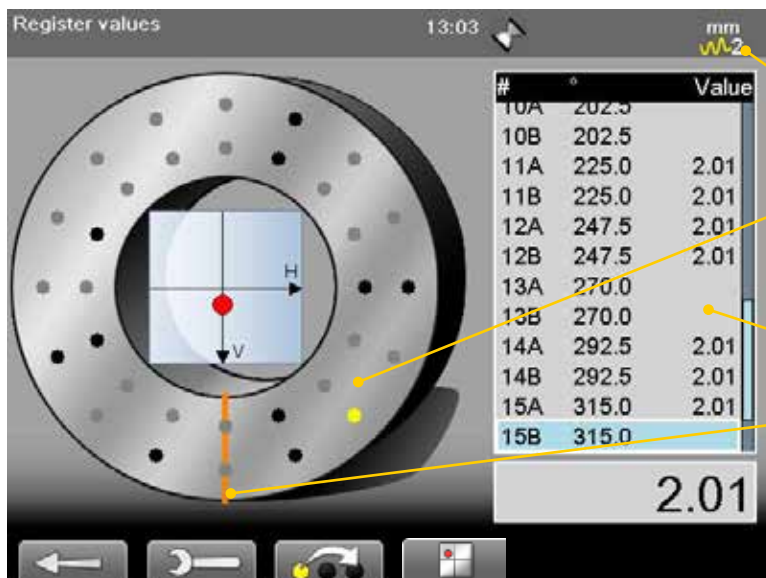 Register values 13:03 mm
2
# ° Value
10A 202.5
10B 202.5
11A 225.0 2.01
11B 225.0 2.01
12A 247.5 2.01
12B 247.5 2.01
13A 270.0
13B 270.0
14A 292.5 2.01
14B 292.5 2.01
15A 315.0 2.01
15B 315.0
H
V
2.01